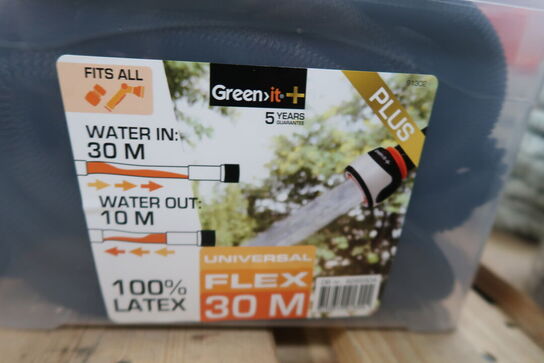 FITS ALL
Green>it+
5 YEARS
GUARANTEE
PLUS
WATER IN:
30 M
WATER OUT:
10 M
100%
LATEX
UNIVERSAL
FLEX
30 M